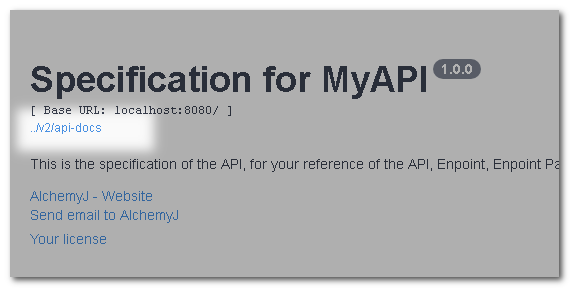 Specification for MyAPI 1.0.0
[ Base URL: localhost:8080/ ]
../v2/api-docs
This is the specification of the API, for your reference of the API, Enpoint, Enpoint Pa
AlchemyJ - Website
Send email to AlchemyJ
Your license